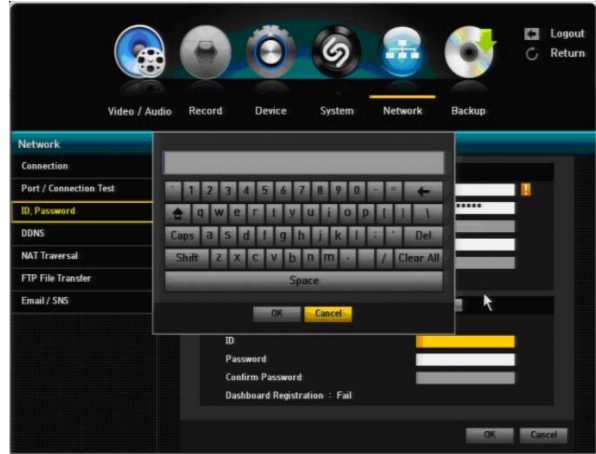 Logout
Return
Video / Audio Record Device System Network Backup
Network
Connection
Port / Connection Test
ID, Password
DDNS
NAT Traversal
FTP File Transfer
Email / SNS
1 2 3 4 5 6 7 8 9 0 - =
q w e r t y u i o p [ ] \
Caps a s d f g h j k l ; ' Del
Shift z x c v b n m . / Clear All
Space
OK Cancel
ID
Password
Confirm Password
Dashboard Registration : Fail
OK Cancel